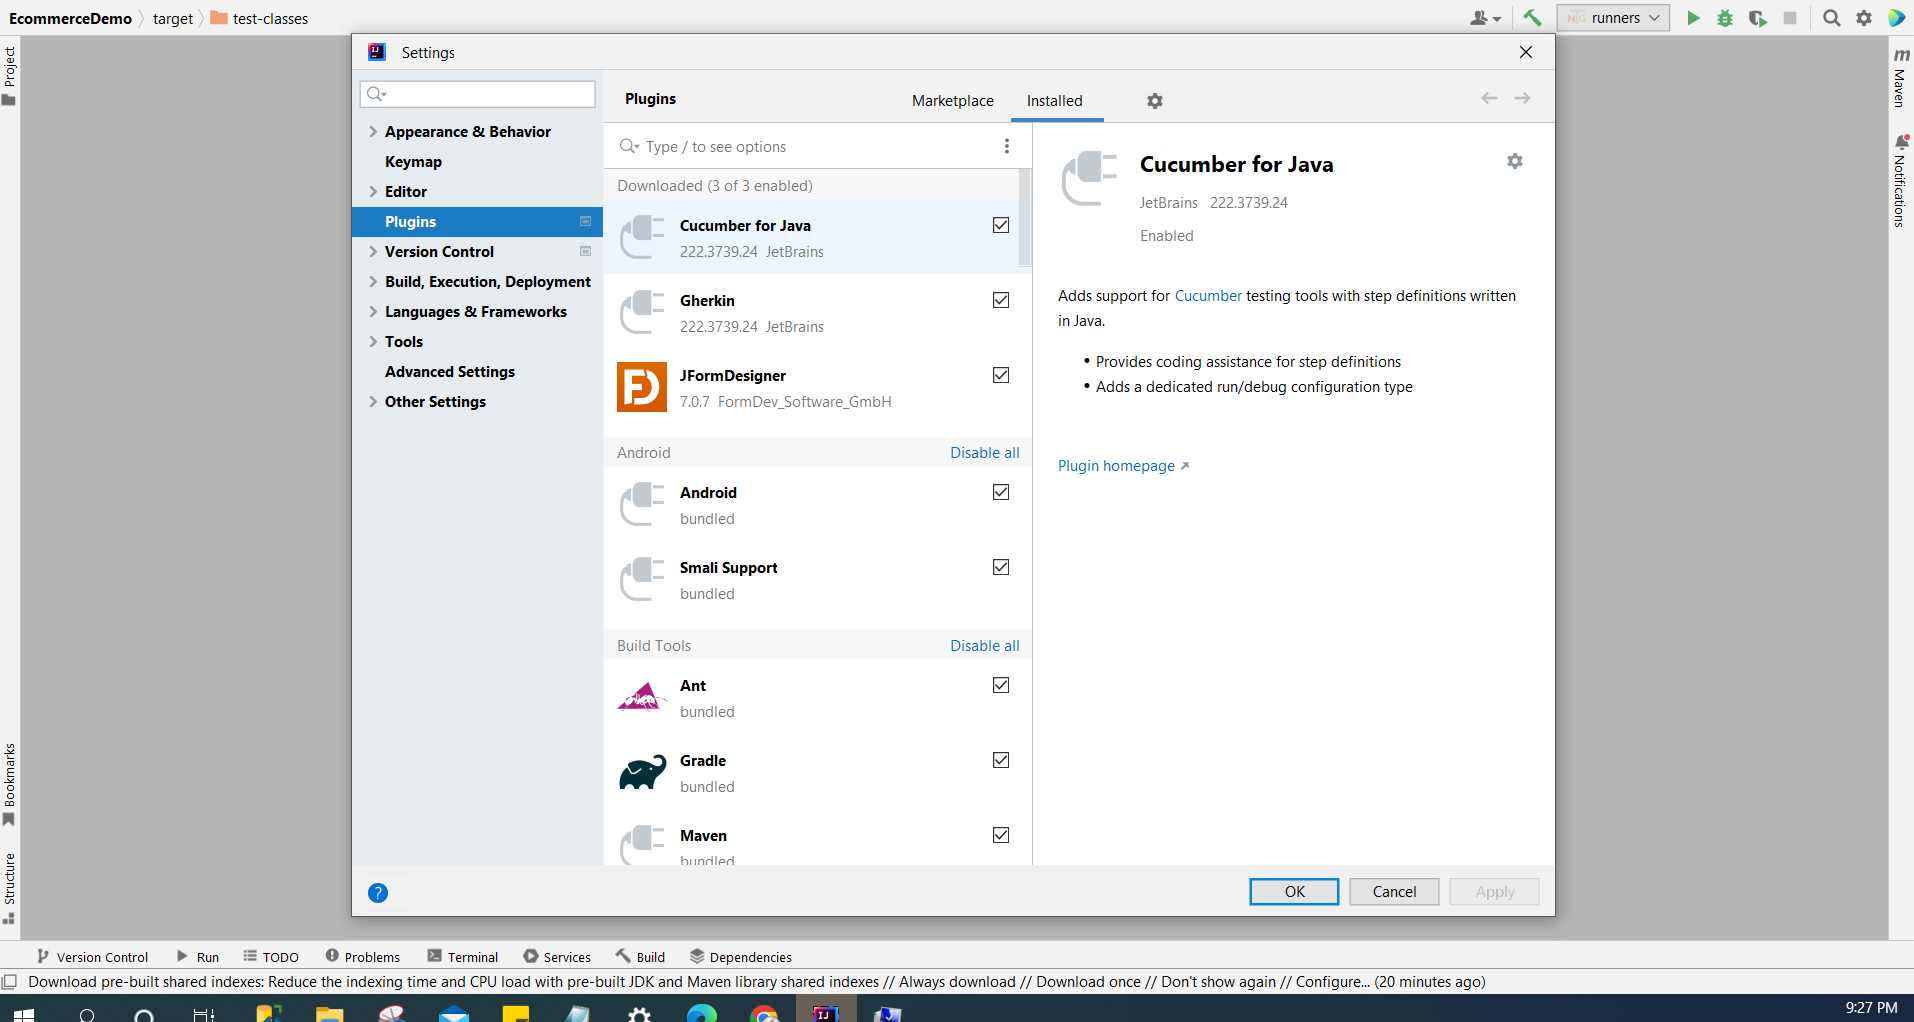 EcommerceDemo target test-classes
runners
Project
Bookmarks
Structure
Settings
Appearance & Behavior
Keymap
Editor
Plugins
Version Control
Build, Execution, Deployment
Languages & Frameworks
Tools
Advanced Settings
Other Settings
Plugins
Marketplace
Installed
Type / to see options
Downloaded (3 of 3 enabled)
Cucumber for Java
222.3739.24 JetBrains
Gherkin
222.3739.24 JetBrains
JFormDesigner
7.0.7 FormDev_Software_GmbH
Android Disable all
Android
bundled
Smali Support
bundled
Build Tools Disable all
Ant
bundled
Gradle
bundled
Maven
bundled
Cucumber for Java
JetBrains 222.3739.24
Enabled
Adds support for Cucumber testing tools with step definitions written
in Java.
• Provides coding assistance for step definitions
• Adds a dedicated run/debug configuration type
Plugin homepage
?
OK
Cancel
Apply
m
Maven
Notifications
Version Control
Run
TODO
Problems
Terminal
Services
Build
Dependencies
Download pre-built shared indexes: Reduce the indexing time and CPU load with pre-built JDK and Maven library shared indexes // Always download // Download once // Don't show again // Configure... (20 minutes ago)
9:27 PM